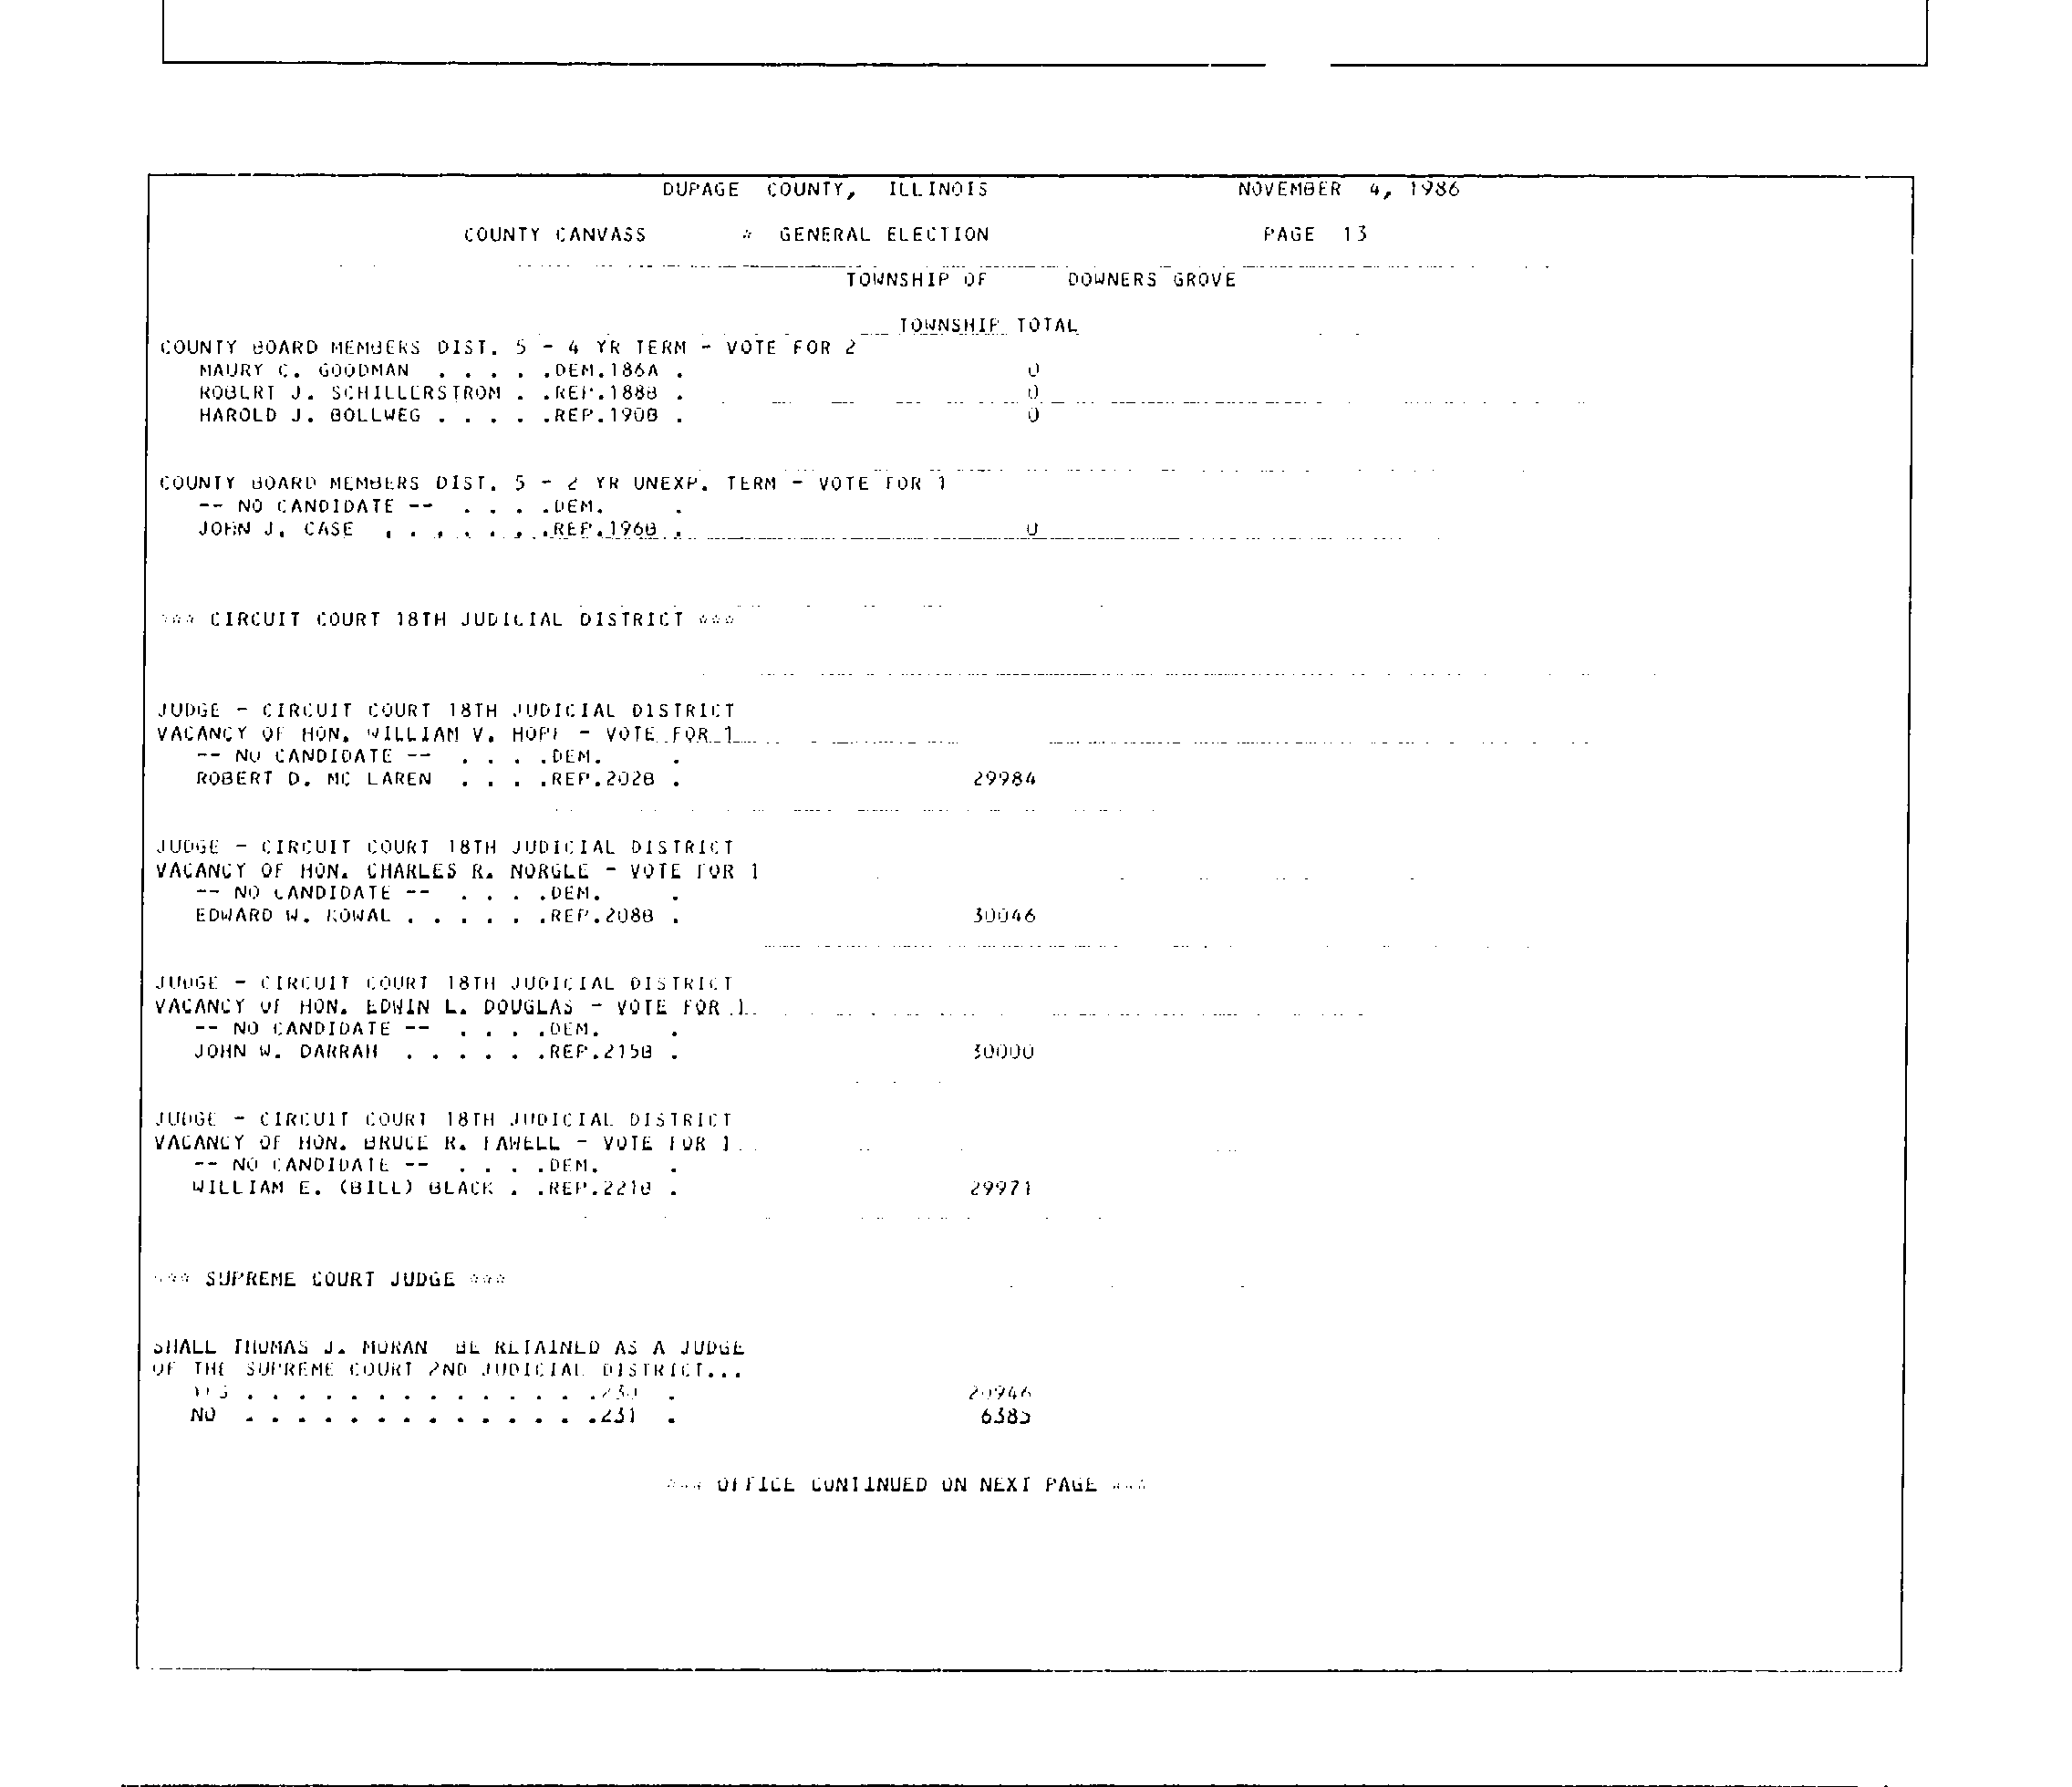 DUPAGE COUNTY, ILLINOIS NOVEMBER 4, 1986
COUNTY CANVASS * GENERAL ELECTION PAGE 13
TOWNSHIP OF DOWNERS GROVE
TOWNSHIP TOTAL
COUNTY BOARD MEMBERS DIST. 5 - 4 YR TERM - VOTE FOR 2
MAURY C. GOODMAN . . . . .DEM.186A . 0
ROBERT J. SCHILLERSTROM . .REP.188B . 0
HAROLD J. BOLLWEG . . . . .REP.190B . 0
COUNTY BOARD MEMBERS DIST. 5 - 2 YR UNEXP. TERM - VOTE FOR 1
-- NO CANDIDATE -- . . . .DEM. .
JOHN J. CASE . . . . . . .REP.196B . 0
*** CIRCUIT COURT 18TH JUDICIAL DISTRICT ***
JUDGE - CIRCUIT COURT 18TH JUDICIAL DISTRICT
VACANCY OF HON. WILLIAM V. HOPF - VOTE FOR 1
-- NO CANDIDATE -- . . . .DEM. .
ROBERT D. MC LAREN . . . .REP.202B . 29984
JUDGE - CIRCUIT COURT 18TH JUDICIAL DISTRICT
VACANCY OF HON. CHARLES R. NORGLE - VOTE FOR 1
-- NO CANDIDATE -- . . . .DEM. .
EDWARD W. KOWAL . . . . . .REP.208B . 30046
JUDGE - CIRCUIT COURT 18TH JUDICIAL DISTRICT
VACANCY OF HON. EDWIN L. DOUGLAS - VOTE FOR 1
-- NO CANDIDATE -- . . . .DEM. .
JOHN W. DARRAH . . . . . .REP.215B . 30000
JUDGE - CIRCUIT COURT 18TH JUDICIAL DISTRICT
VACANCY OF HON. BRUCE R. FAWELL - VOTE FOR 1
-- NO CANDIDATE -- . . . .DEM. .
WILLIAM E. (BILL) BLACK . .REP.221B . 29971
*** SUPREME COURT JUDGE ***
SHALL THOMAS J. MORAN BE RETAINED AS A JUDGE
OF THE SUPREME COURT 2ND JUDICIAL DISTRICT...
YES . . . . . . . . . . . . . .230 . 20946
NO . . . . . . . . . . . . . .231 . 6385
*** OFFICE CONTINUED ON NEXT PAGE ***